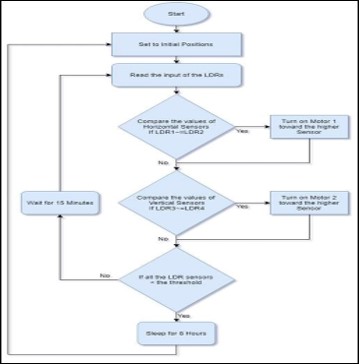 Start
Set to Initial Positions
Read the input of the LDRs
Compare the values of
Horizontal Sensors
If LDR1~=LDR2
Yes.
Turn on Motor 1
toward the higher
Sensor
No.
Compare the values of
Vertical Sensors
If LDR3~=LDR4
Yes.
Turn on Motor 2
toward the higher
Sensor
Wait for 15 Minutes
No.
If all the LDR sensors
= the threshold
No.
Yes.
Sleep for 6 Hours